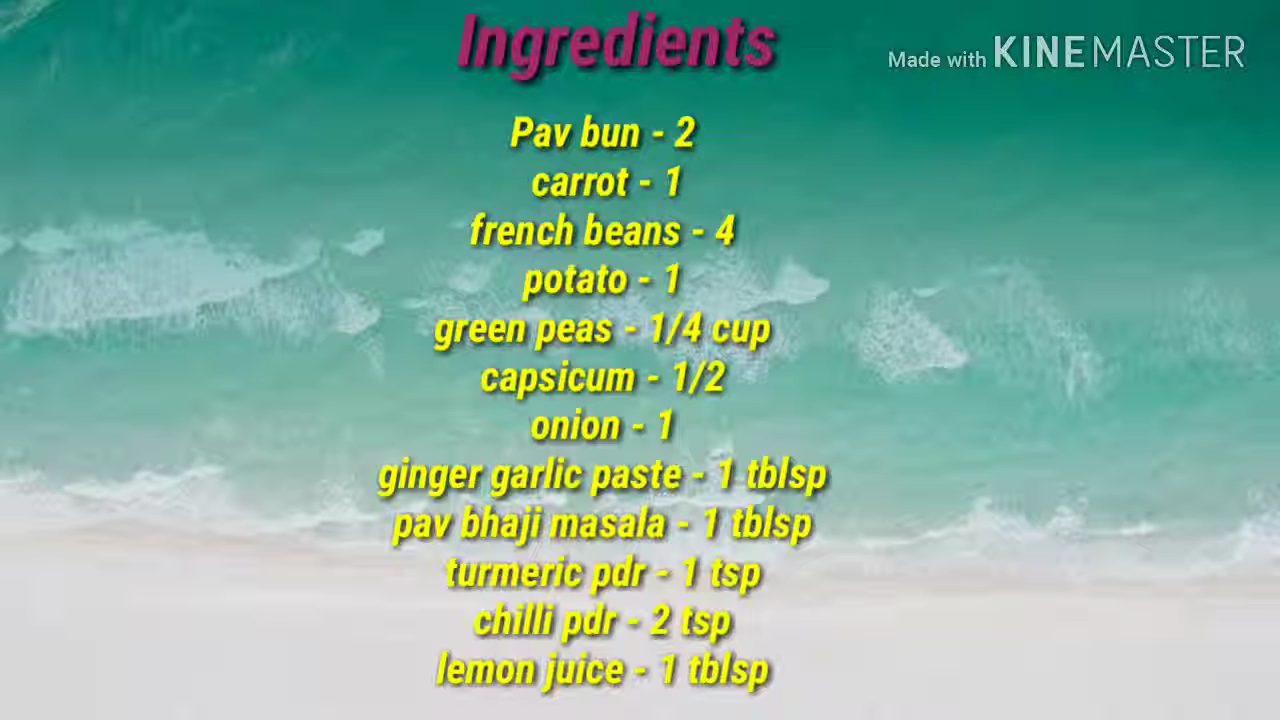 Ingredients
Made with KINEMASTER
Pav bun - 2
carrot - 1
french beans - 4
potato - 1
green peas - 1/4 cup
capsicum - 1/2
onion - 1
ginger garlic paste - 1 tblsp
pav bhaji masala - 1 tblsp
turmeric pdr - 1 tsp
chilli pdr - 2 tsp
lemon juice - 1 tblsp